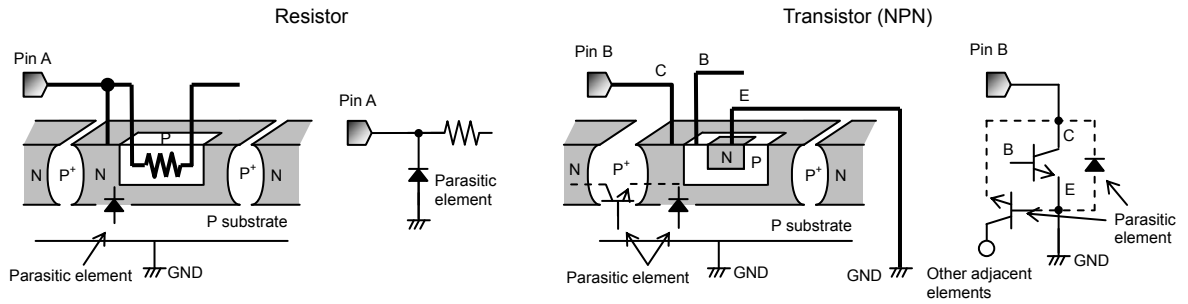 Resistor
Transistor (NPN)
Pin A
Pin A
P
N
P+
N
P+
N
Parasitic
element
P substrate
Parasitic element
GND
Pin B
C
B
E
N
P+
N
P
P+
N
P substrate
Parasitic element
GND
GND
Pin B
C
B
E
Parasitic
element
GND
Other adjacent
elements